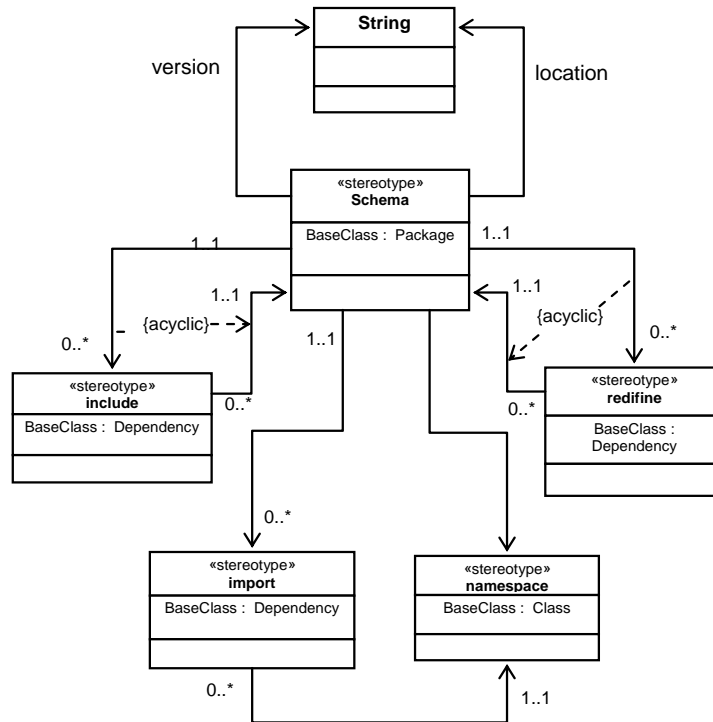 String
version
location
«stereotype»
Schema
BaseClass : Package
1..1
1..1
1..1
1..1
{acyclic}
{acyclic}
1..1
0..*
0..*
«stereotype»
include
BaseClass : Dependency
0..*
«stereotype»
redifine
BaseClass :
Dependency
0..*
0..*
«stereotype»
import
BaseClass : Dependency
«stereotype»
namespace
BaseClass : Class
0..*
1..1